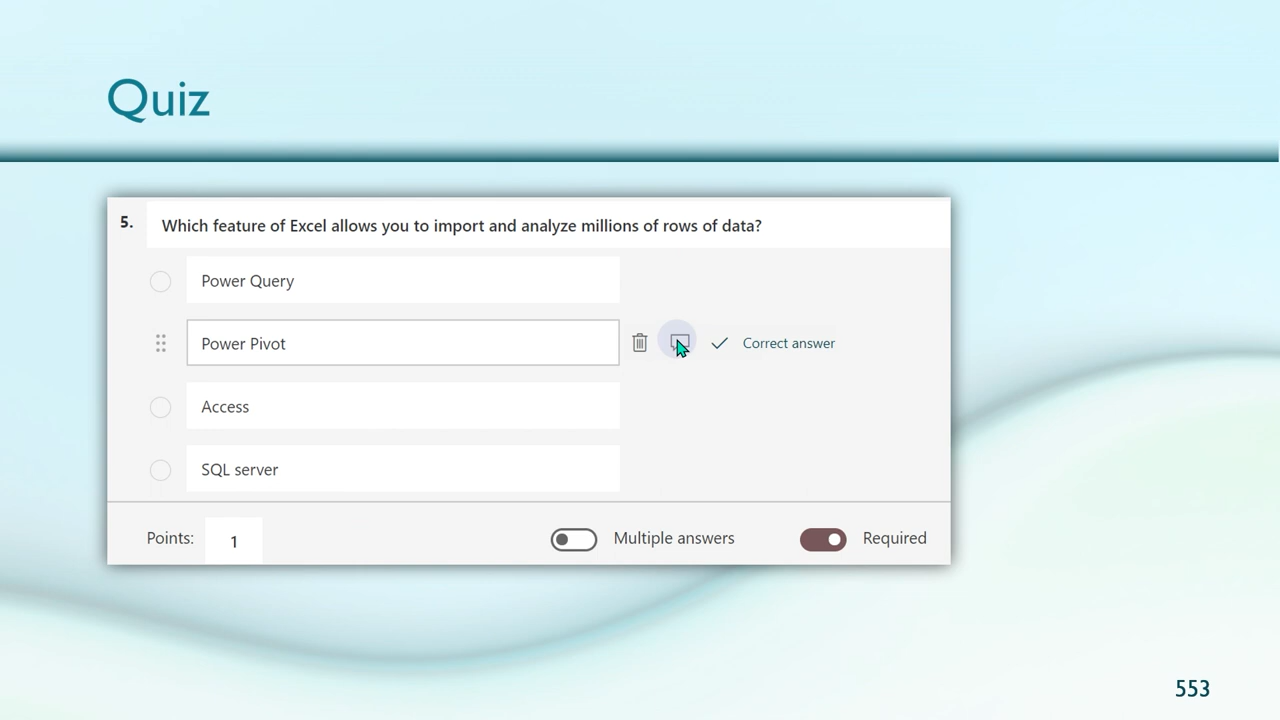 Quiz
5. Which feature of Excel allows you to import and analyze millions of rows of data?
Power Query
Power Pivot Correct answer
Access
SQL server
Points: 1 Multiple answers Required
553